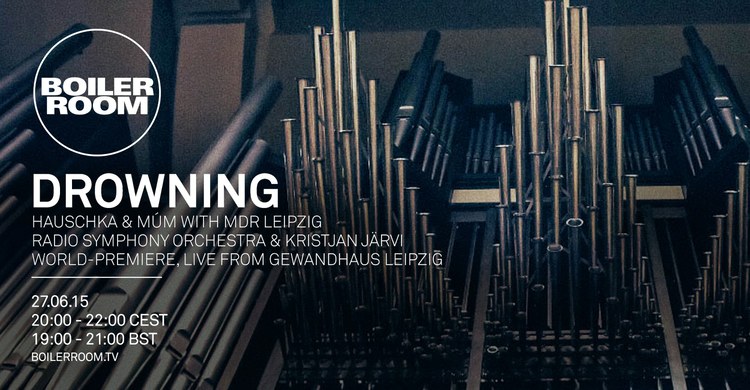 BOILER
ROOM
DROWNING
HAUSCHKA & MÚM WITH MDR LEIPZIG
RADIO SYMPHONY ORCHESTRA & KRISTJAN JÄRVI
WORLD-PREMIERE, LIVE FROM GEWANDHAUS LEIPZIG
27.06.15
20:00 - 22:00 CEST
19:00 - 21:00 BST
BOILERROOM.TV